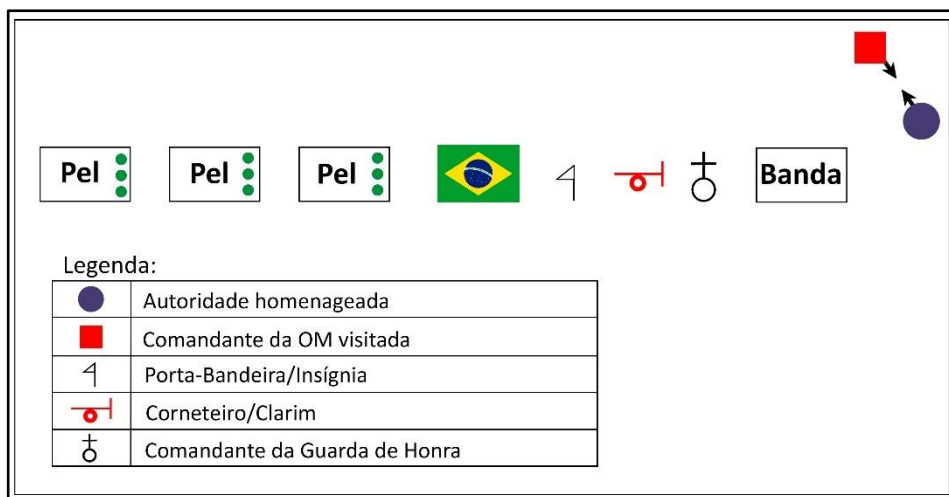 Pel Pel Pel Banda
Legenda:
Autoridade homenageada
Comandante da OM visitada
Porta-Bandeira/Insígnia
Corneteiro/Clarim
Comandante da Guarda de Honra